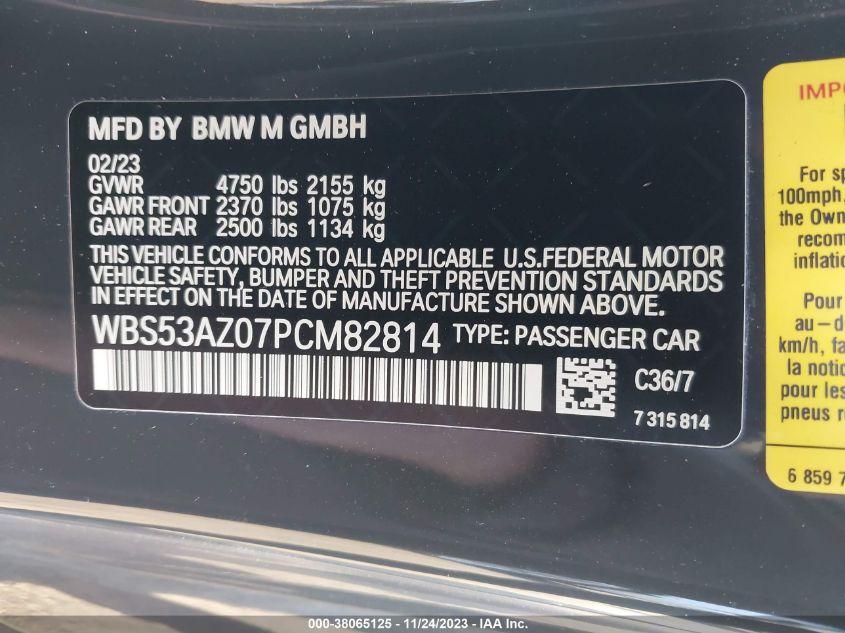 MFD BY BMW M GMBH
02/23
GVWR 4750 lbs 2155 kg
GAWR FRONT 2370 lbs 1075 kg
GAWR REAR 2500 lbs 1134 kg
THIS VEHICLE CONFORMS TO ALL APPLICABLE U.S.FEDERAL MOTOR
VEHICLE SAFETY, BUMPER AND THEFT PREVENTION STANDARDS
IN EFFECT ON THE DATE OF MANUFACTURE SHOWN ABOVE.
WBS53AZ07PCM82814 TYPE: PASSENGER CAR
C36/7
7 315 814
IMPO
For sp
100mph,
the Own
recom
inflatio
Pour
au-d
km/h, fa
la notic
pour les
pneus r
6 859 7
000-38065125 - 11/24/2023 - IAA Inc.